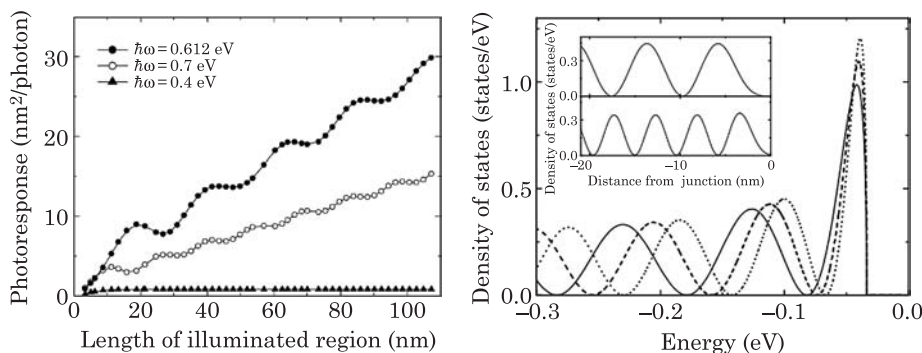 Photoresponse (nm²/photon)
30
20
10
0
ħω = 0.612 eV
ħω = 0.7 eV
ħω = 0.4 eV
0 20 40 60 80 100
Length of illuminated region (nm)
Density of states (states/eV)
1.0
0.5
0.0
−0.3 −0.2 −0.1 0.0
Energy (eV)
Density of states (states/eV)
0.3
0.0
0.3
0.0
−20 −10 0
Distance from junction (nm)